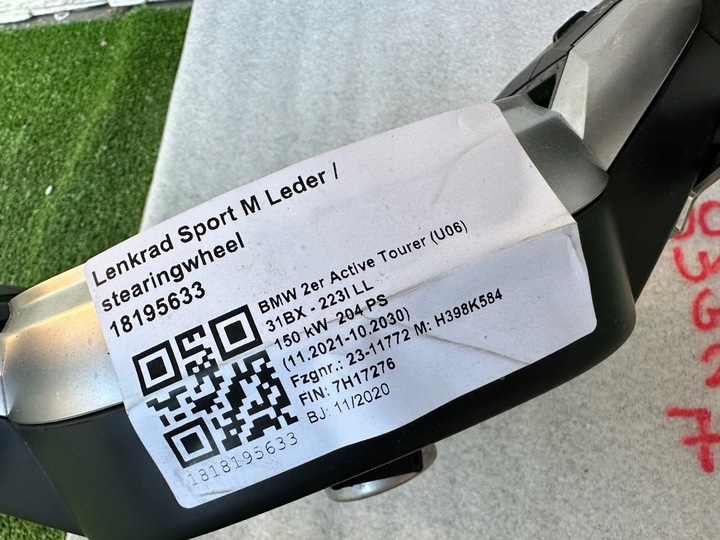 Lenkrad Sport M Leder /
stearingwheel
18195633
BMW 2er Active Tourer (U06)
31BX - 223I LL
150 kW 204 PS
(11.2021-10.2030)
Fzgnr.: 23-11772 M: H398K584
FIN: 7H17276
BJ: 11/2020
1818195633